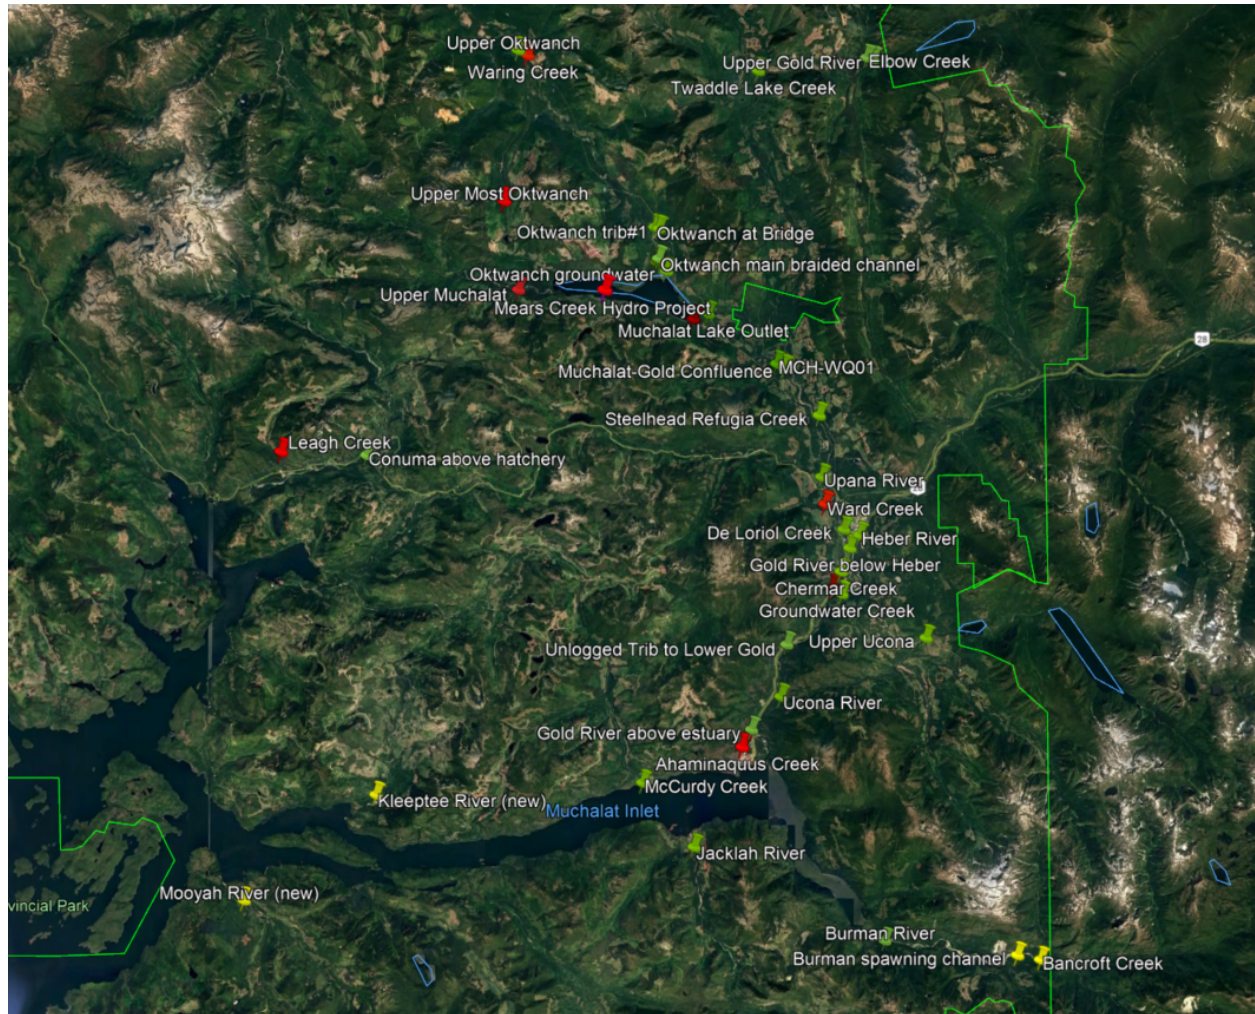 Upper Oktwanch
Waring Creek
Upper Gold River
Elbow Creek
Twaddle Lake Creek
Upper Most Oktwanch
Oktwanch trib#1
Oktwanch at Bridge
Oktwanch main braided channel
Oktwanch groundwater
Upper Muchalat
Mears Creek Hydro Project
Muchalat Lake Outlet
28
Muchalat-Gold Confluence
MCH-WQ01
Steelhead Refugia Creek
Leagh Creek
Conuma above hatchery
Upana River
Ward Creek
De Loriol Creek
Heber River
Gold River below Heber
Chermar Creek
Groundwater Creek
Unlogged Trib to Lower Gold
Upper Ucona
Ucona River
Gold River above estuary
Ahaminaquus Creek
McCurdy Creek
Kleeptee River (new)
Muchalat Inlet
Jacklah River
Mooyah River (new)
vincial Park
Burman River
Burman spawning channel
Bancroft Creek